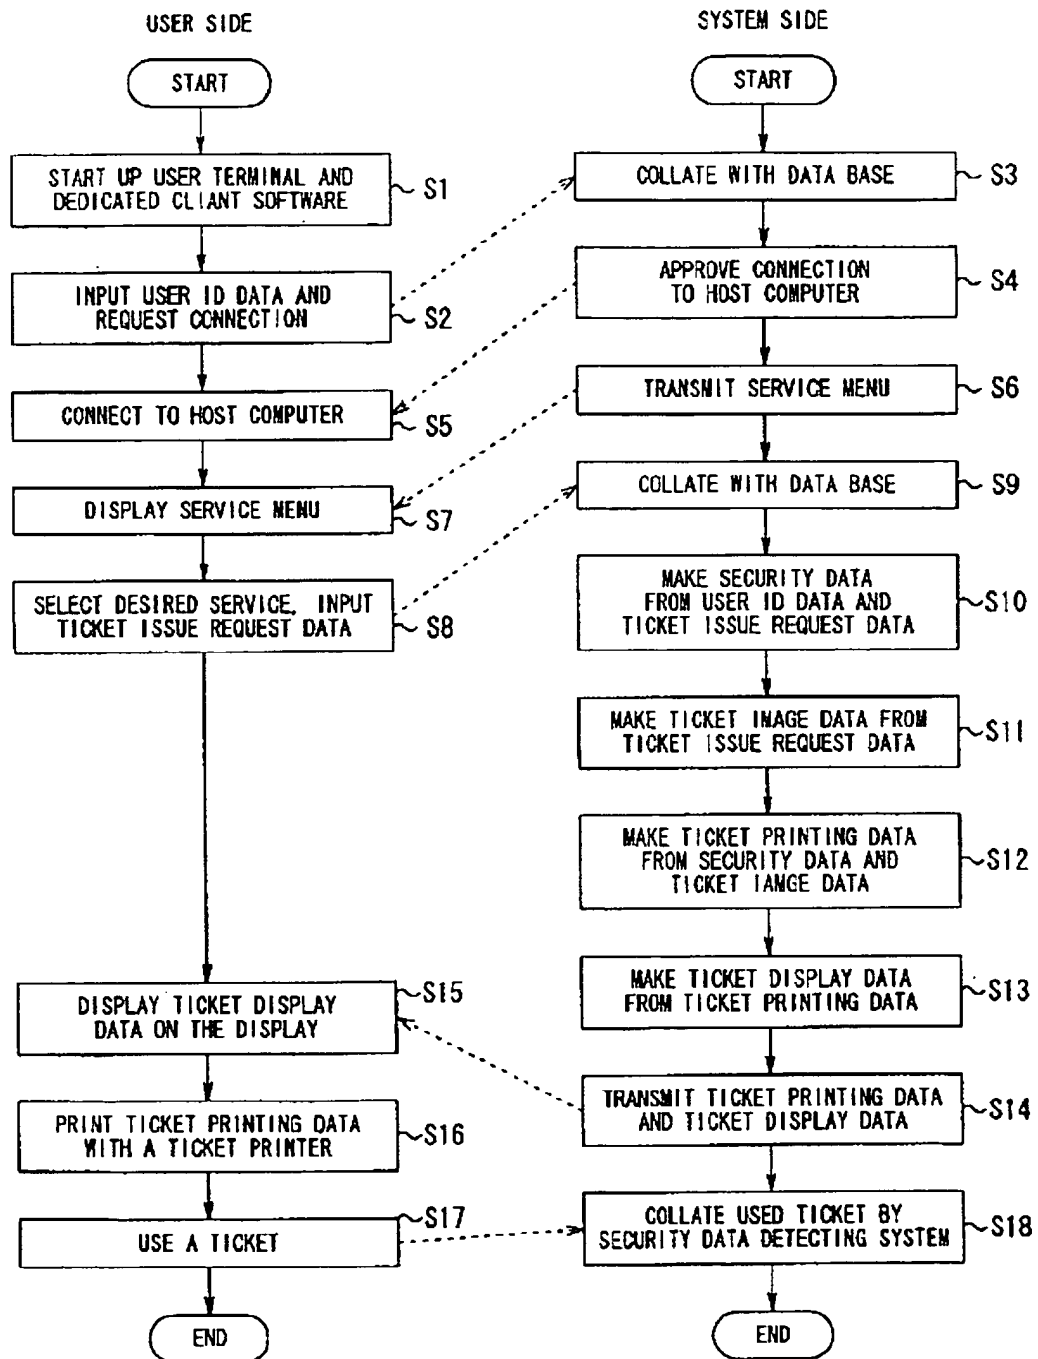 USER SIDE
START
START UP USER TERMINAL AND
DEDICATED CLIANT SOFTWARE
S1
INPUT USER ID DATA AND
REQUEST CONNECTION
S2
CONNECT TO HOST COMPUTER
S5
DISPLAY SERVICE MENU
S7
SELECT DESIRED SERVICE, INPUT
TICKET ISSUE REQUEST DATA
S8
DISPLAY TICKET DISPLAY
DATA ON THE DISPLAY
S15
PRINT TICKET PRINTING DATA
WITH A TICKET PRINTER
S16
USE A TICKET
S17
END
SYSTEM SIDE
START
COLLATE WITH DATA BASE
S3
APPROVE CONNECTION
TO HOST COMPUTER
S4
TRANSMIT SERVICE MENU
S6
COLLATE WITH DATA BASE
S9
MAKE SECURITY DATA
FROM USER ID DATA AND
TICKET ISSUE REQUEST DATA
S10
MAKE TICKET IMAGE DATA FROM
TICKET ISSUE REQUEST DATA
S11
MAKE TICKET PRINTING DATA
FROM SECURITY DATA AND
TICKET IAMGE DATA
S12
MAKE TICKET DISPLAY DATA
FROM TICKET PRINTING DATA
S13
TRANSMIT TICKET PRINTING DATA
AND TICKET DISPLAY DATA
S14
COLLATE USED TICKET BY
SECURITY DATA DETECTING SYSTEM
S18
END